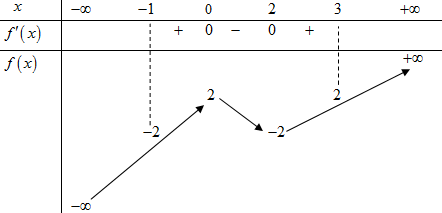 x −∞ −1 0 2 3 +∞
f′(x) + 0 − 0 +
f(x) +∞
2 2
−2 −2
−∞